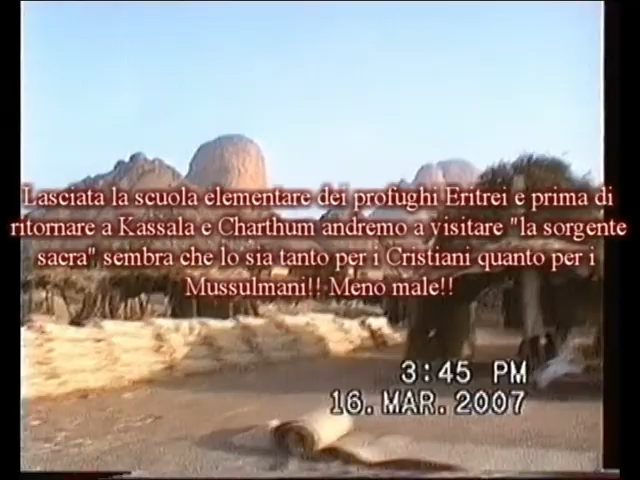 Lasciata la scuola elementare dei profughi Eritrei e prima di
ritornare a Kassala e Charthum andremo a visitare "la sorgente
sacra" sembra che lo sia tanto per i Cristiani quanto per i
Mussulmani!! Meno male!!
3:45 PM
16. MAR. 2007